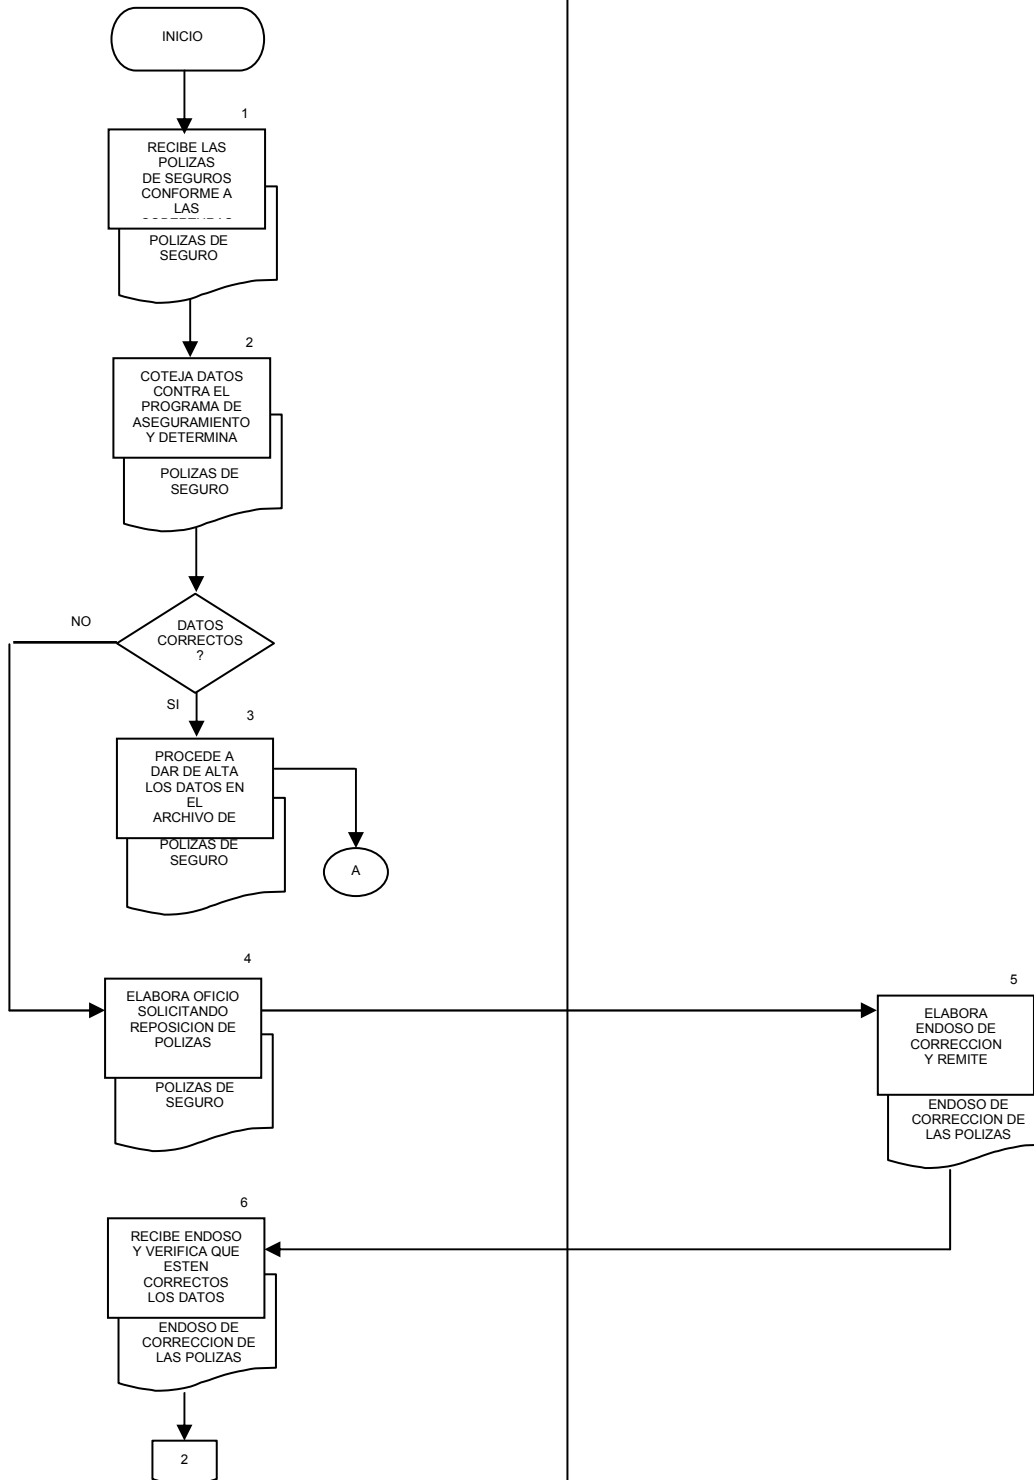 INICIO
1
RECIBE LAS
POLIZAS
DE SEGUROS
CONFORME A
LAS
POLIZAS DE
SEGURO
2
COTEJA DATOS
CONTRA EL
PROGRAMA DE
ASEGURAMIENTO
Y DETERMINA
POLIZAS DE
SEGURO
NO
DATOS
CORRECTOS
?
SI
3
PROCEDE A
DAR DE ALTA
LOS DATOS EN
EL
ARCHIVO DE
POLIZAS DE
SEGURO
A
4
ELABORA OFICIO
SOLICITANDO
REPOSICION DE
POLIZAS
POLIZAS DE
SEGURO
5
ELABORA
ENDOSO DE
CORRECCION
Y REMITE
ENDOSO DE
CORRECCION DE
LAS POLIZAS
6
RECIBE ENDOSO
Y VERIFICA QUE
ESTEN
CORRECTOS
LOS DATOS
ENDOSO DE
CORRECCION DE
LAS POLIZAS
2